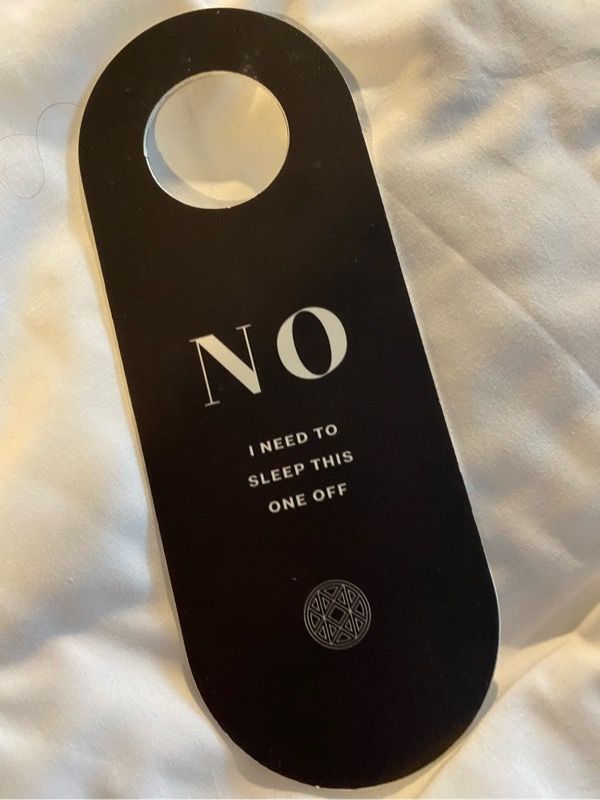 NO
I NEED TO
SLEEP THIS
ONE OFF